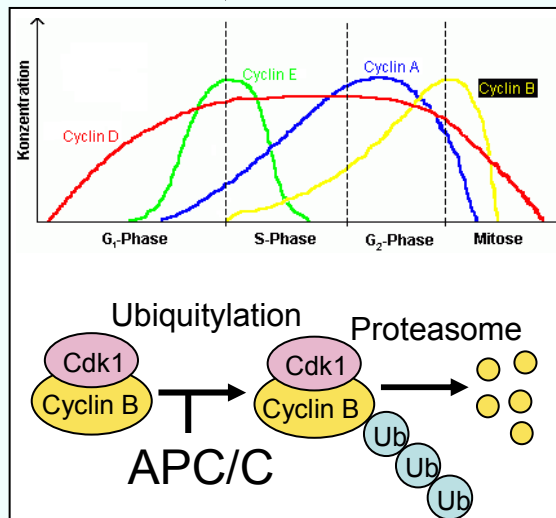 Konzentration
Cyclin D
Cyclin E
Cyclin A
Cyclin B
G1-Phase
S-Phase
G2-Phase
Mitose
Ubiquitylation
Proteasome
Cdk1
Cyclin B
APC/C
Cdk1
Cyclin B
Ub
Ub
Ub